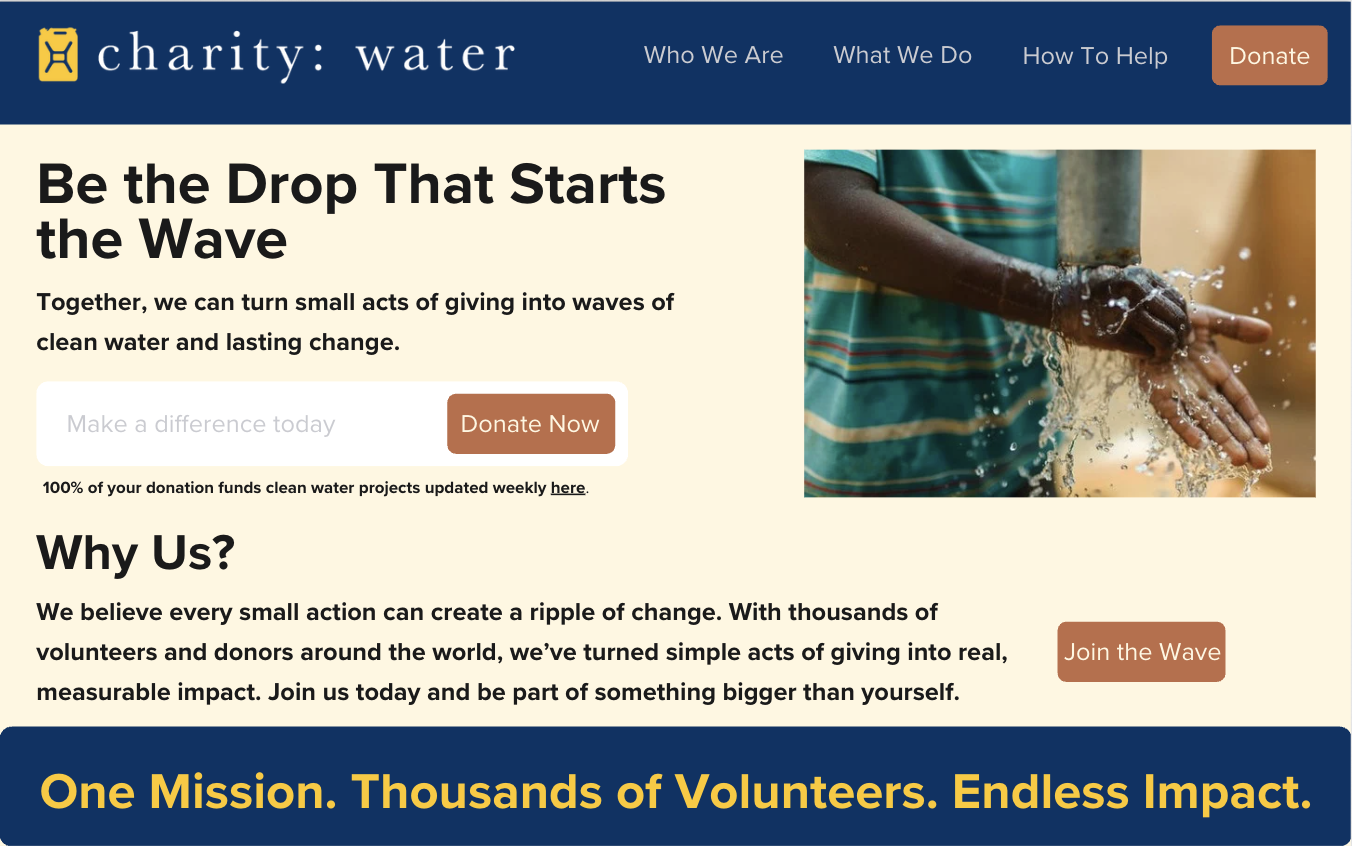 charity: water
Who We Are
What We Do
How To Help
Donate
Be the Drop That Starts
the Wave
Together, we can turn small acts of giving into waves of
clean water and lasting change.
Make a difference today
Donate Now
100% of your donation funds clean water projects updated weekly here.
Why Us?
We believe every small action can create a ripple of change. With thousands of
volunteers and donors around the world, we’ve turned simple acts of giving into real,
measurable impact. Join us today and be part of something bigger than yourself.
Join the Wave
One Mission. Thousands of Volunteers. Endless Impact.